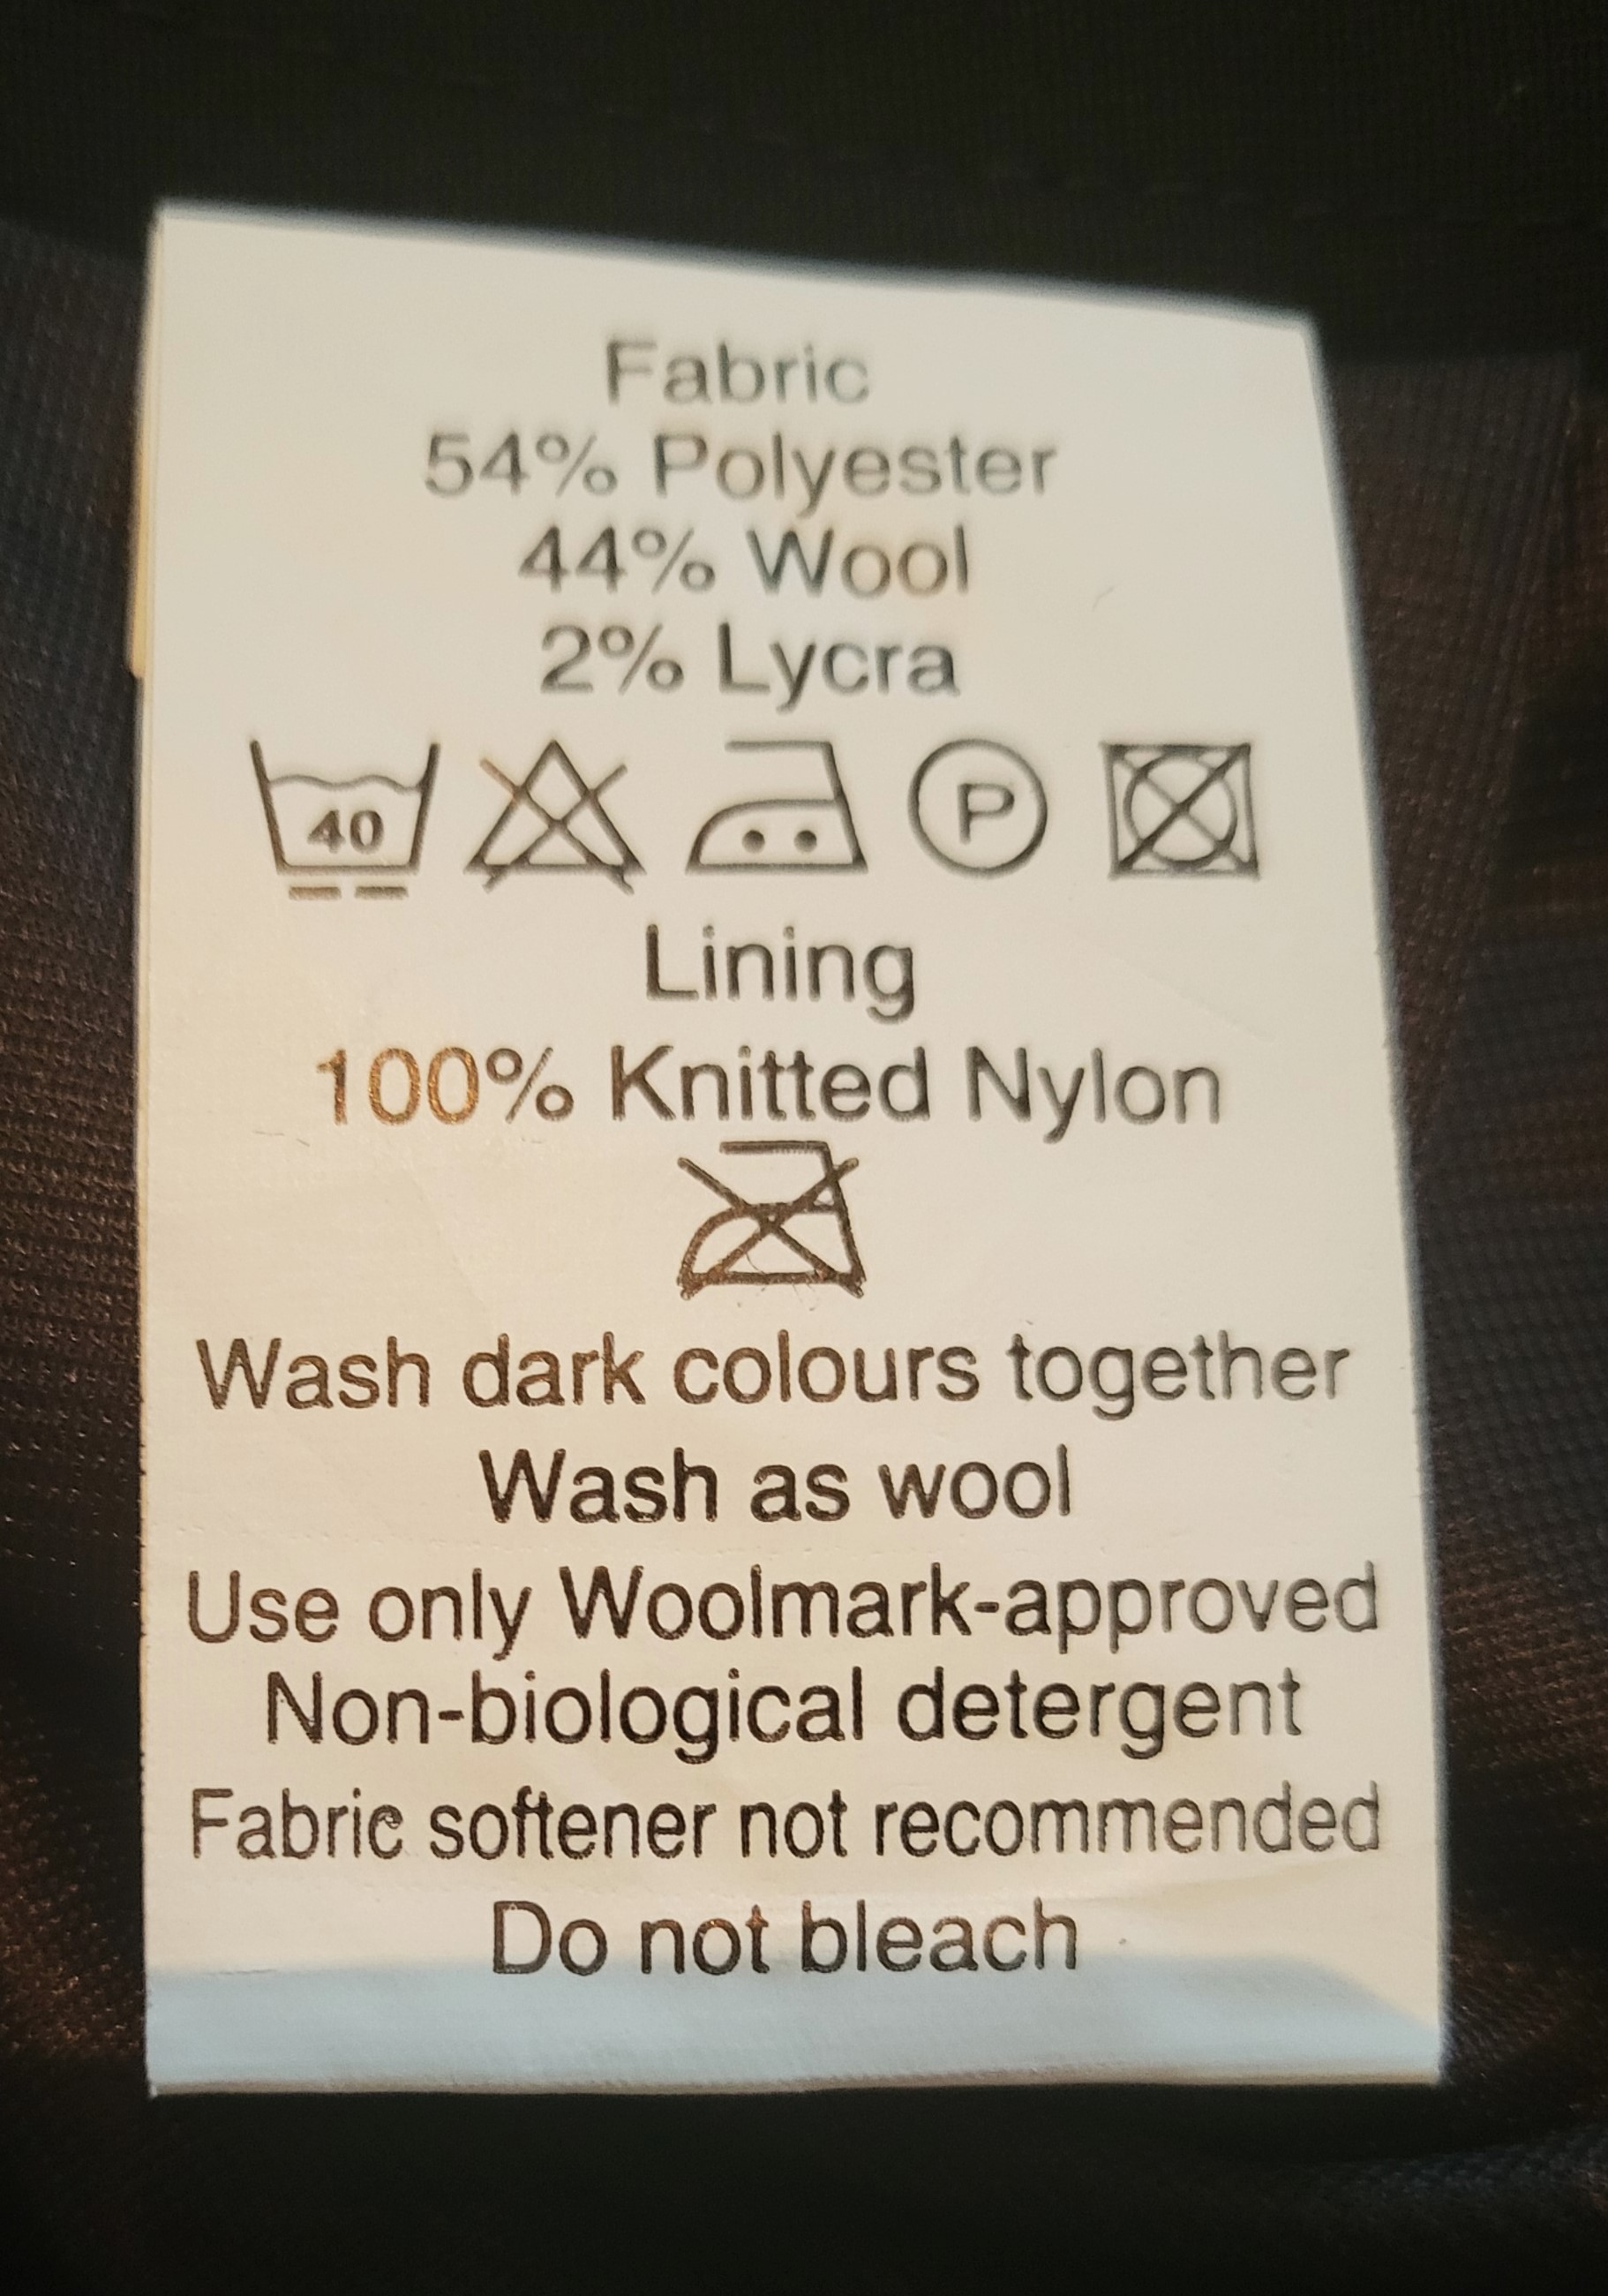 Fabric
54% Polyester
44% Wool
2% Lycra
40 P
Lining
100% Knitted Nylon
Wash dark colours together
Wash as wool
Use only Woolmark-approved
Non-biological detergent
Fabric softener not recommended
Do not bleach